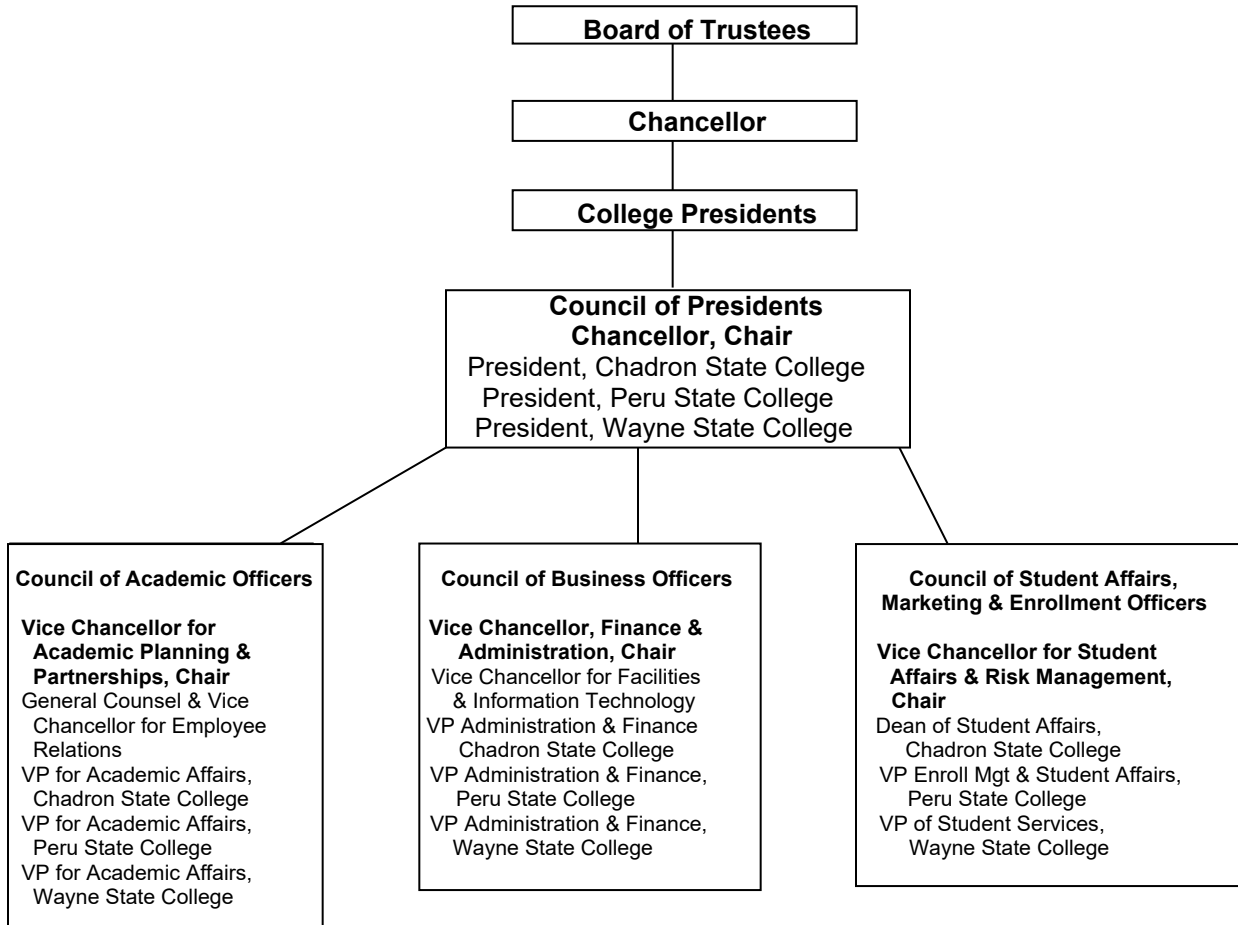 Board of Trustees
Chancellor
College Presidents
Council of Presidents
Chancellor, Chair
President, Chadron State College
President, Peru State College
President, Wayne State College
Council of Academic Officers
Vice Chancellor for
Academic Planning &
Partnerships, Chair
General Counsel & Vice
Chancellor for Employee
Relations
VP for Academic Affairs,
Chadron State College
VP for Academic Affairs,
Peru State College
VP for Academic Affairs,
Wayne State College
Council of Business Officers
Vice Chancellor, Finance &
Administration, Chair
Vice Chancellor for Facilities
& Information Technology
VP Administration & Finance
Chadron State College
VP Administration & Finance,
Peru State College
VP Administration & Finance,
Wayne State College
Council of Student Affairs,
Marketing & Enrollment Officers
Vice Chancellor for Student
Affairs & Risk Management,
Chair
Dean of Student Affairs,
Chadron State College
VP Enroll Mgt & Student Affairs,
Peru State College
VP of Student Services,
Wayne State College